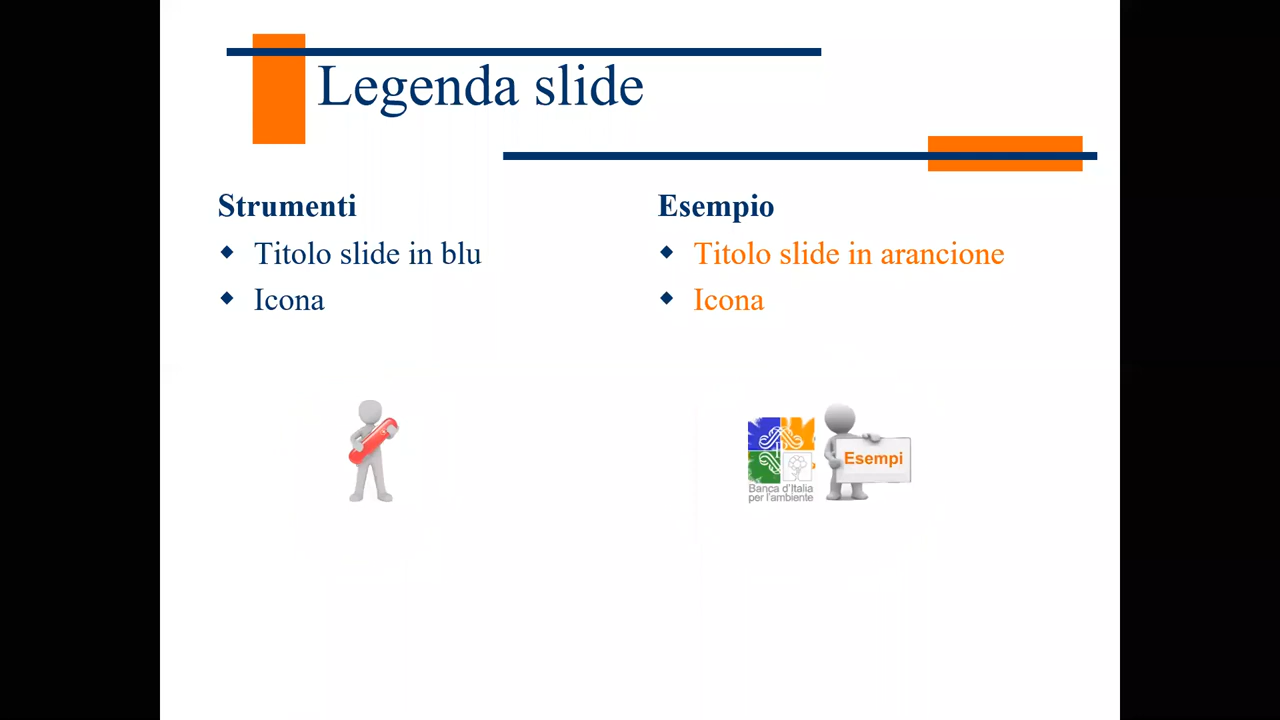 Legenda slide
Strumenti
Titolo slide in blu
Icona
Esempio
Titolo slide in arancione
Icona
Banca d'Italia
per l'ambiente
Esempi